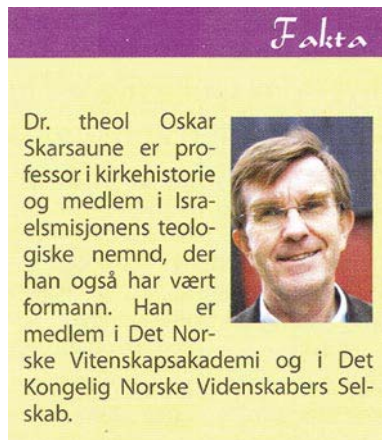 Fakta
Dr. theol Oskar
Skarsaune er pro-
fessor i kirkehistorie
og medlem i Isra-
elsmisjonens teolo-
giske nemnd, der
han også har vært
formann. Han er
medlem i Det Nor-
ske Vitenskapsakademi og i Det
Kongelig Norske Videnskabers Sel-
skab.